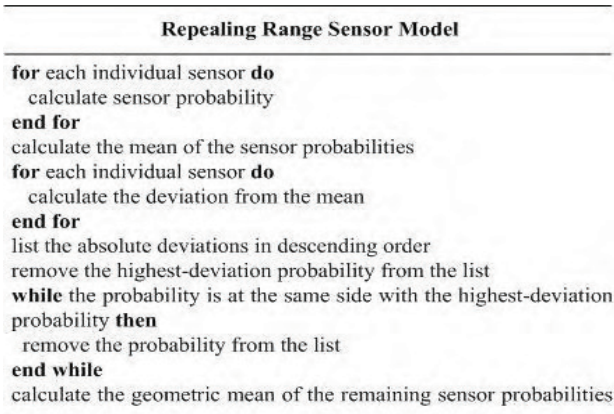 Repealing Range Sensor Model
for each individual sensor do
calculate sensor probability
end for
calculate the mean of the sensor probabilities
for each individual sensor do
calculate the deviation from the mean
end for
list the absolute deviations in descending order
remove the highest-deviation probability from the list
while the probability is at the same side with the highest-deviation
probability then
remove the probability from the list
end while
calculate the geometric mean of the remaining sensor probabilities